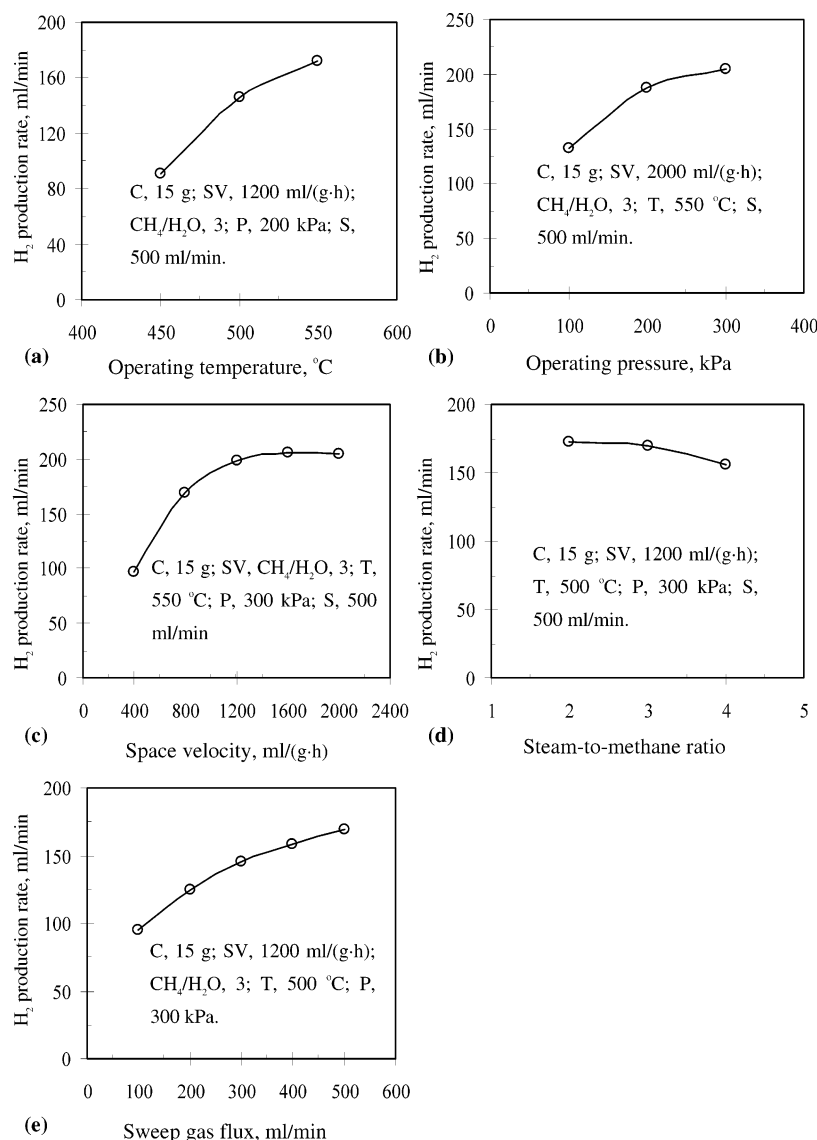 200
160
120
80
40
0
H₂ production rate, ml/min
C, 15 g; SV, 1200 ml/(g·h);
CH₄/H₂O, 3; P, 200 kPa; S,
500 ml/min.
400 450 500 550 600
(a)
Operating temperature, °C
250
200
150
100
50
0
H₂ production rate, ml/min
C, 15 g; SV, 2000 ml/(g·h);
CH₄/H₂O, 3; T, 550 °C; S,
500 ml/min.
0 100 200 300 400
(b)
Operating pressure, kPa
250
200
150
100
50
0
H₂ production rate, ml/min
C, 15 g; SV, CH₄/H₂O, 3; T,
550 °C; P, 300 kPa; S, 500
ml/min
0 400 800 1200 1600 2000 2400
(c)
Space velocity, ml/(g·h)
200
150
100
50
0
H₂ production rate, ml/min
C, 15 g; SV, 1200 ml/(g·h);
T, 500 °C; P, 300 kPa; S,
500 ml/min.
1 2 3 4 5
(d)
Steam-to-methane ratio
200
150
100
50
0
H₂ production rate, ml/min
C, 15 g; SV, 1200 ml/(g·h);
CH₄/H₂O, 3; T, 500 °C; P,
300 kPa.
0 100 200 300 400 500 600
(e)
Sweep gas flux, ml/min